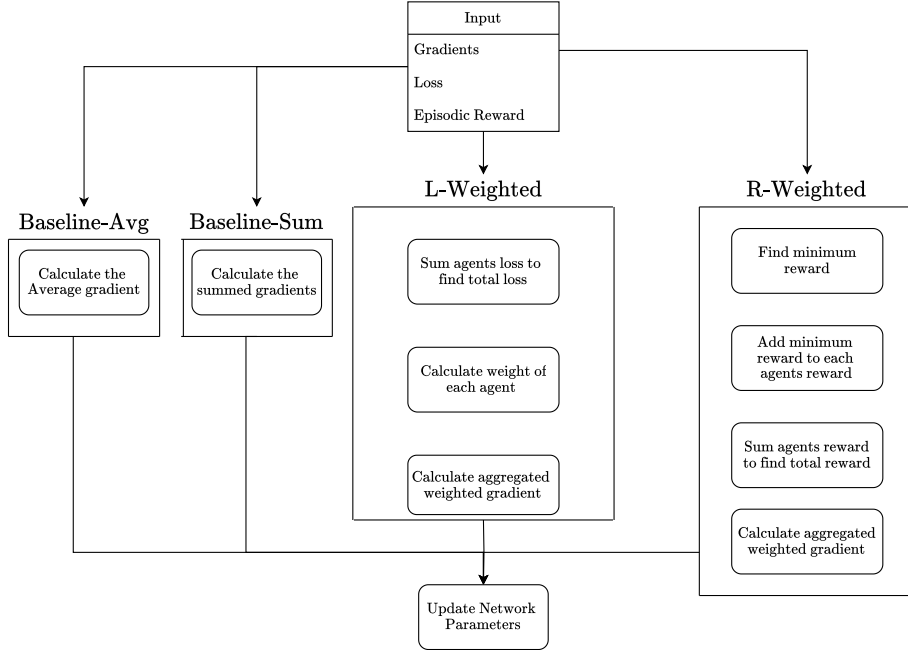 Input
Gradients
Loss
Episodic Reward
Baseline-Avg
Calculate the
Average gradient
Baseline-Sum
Calculate the
summed gradients
L-Weighted
Sum agents loss to
find total loss
Calculate weight of
each agent
Calculate aggregated
weighted gradient
R-Weighted
Find minimum
reward
Add minimum
reward to each
agents reward
Sum agents reward
to find total reward
Calculate aggregated
weighted gradient
Update Network
Parameters